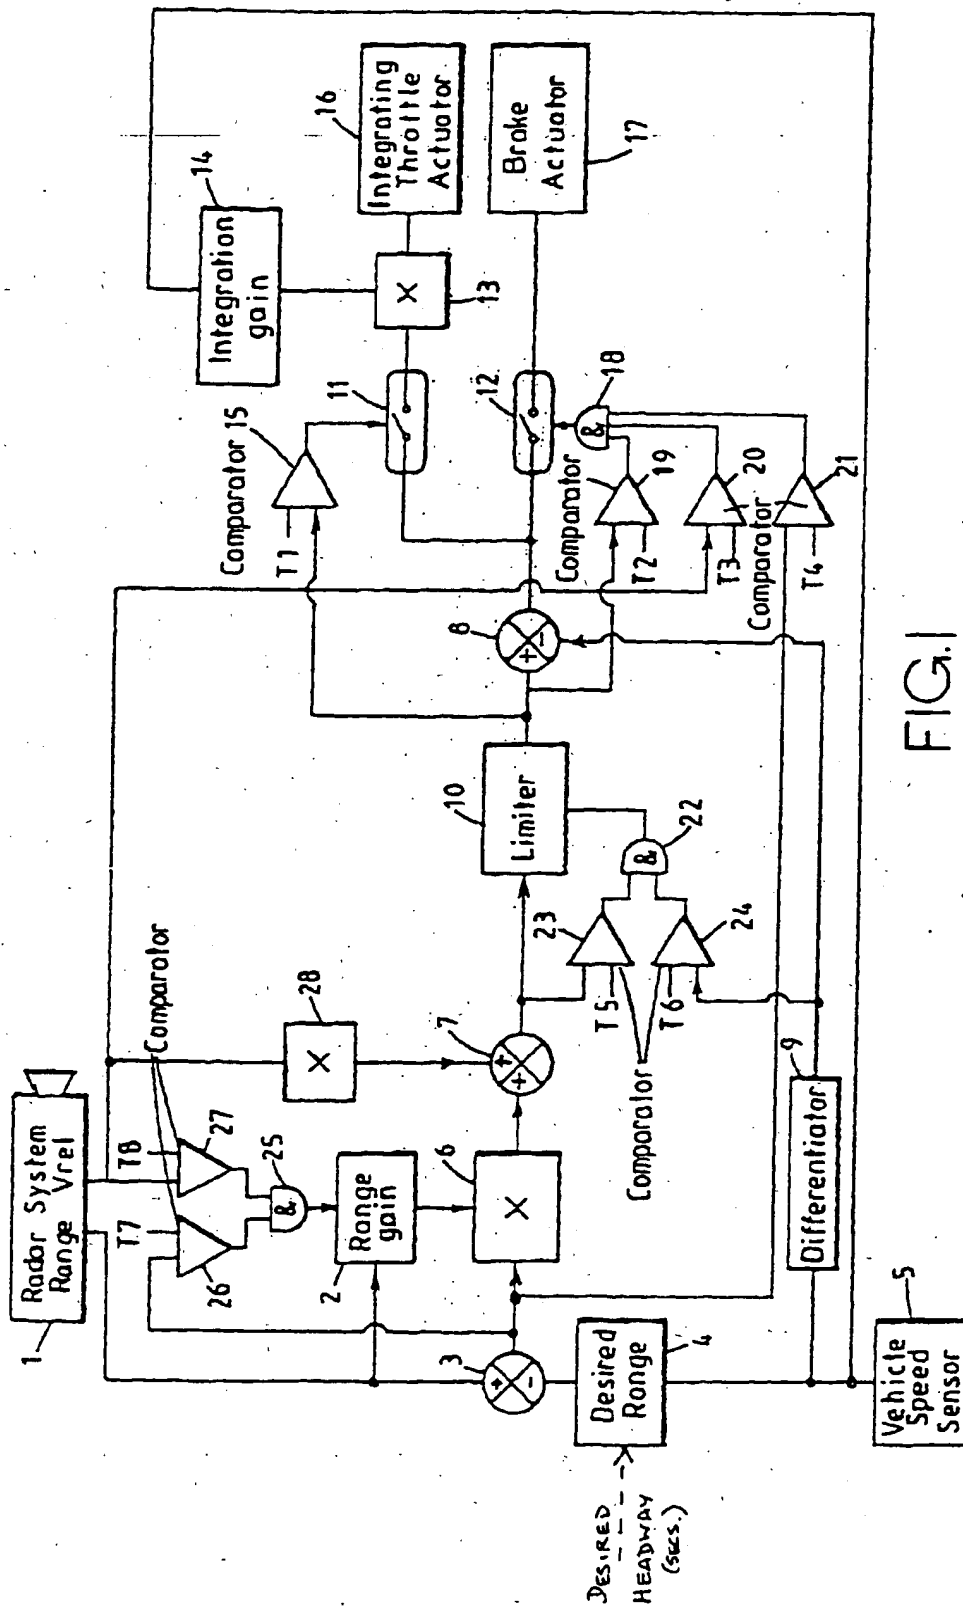 1
Radar System
Range Vrel
Comparator
T7
T8
26
27
&
25
2
Range
gain
28
X
3
+
-
6
X
7
+
+
Desired
Range
4
DESIRED
HEADWAY
(SECS.)
Vehicle
Speed
Sensor
5
Differentiator
9
T5
T6
23
24
Comparator
&
22
10
Limiter
8
+
-
Comparator 15
T1
11
12
Comparator
T2
19
T3
20
Comparator
T4
21
&
18
14
Integration
gain
X
13
16
Integrating
Throttle
Actuator
Brake
Actuator
17
FIG.1